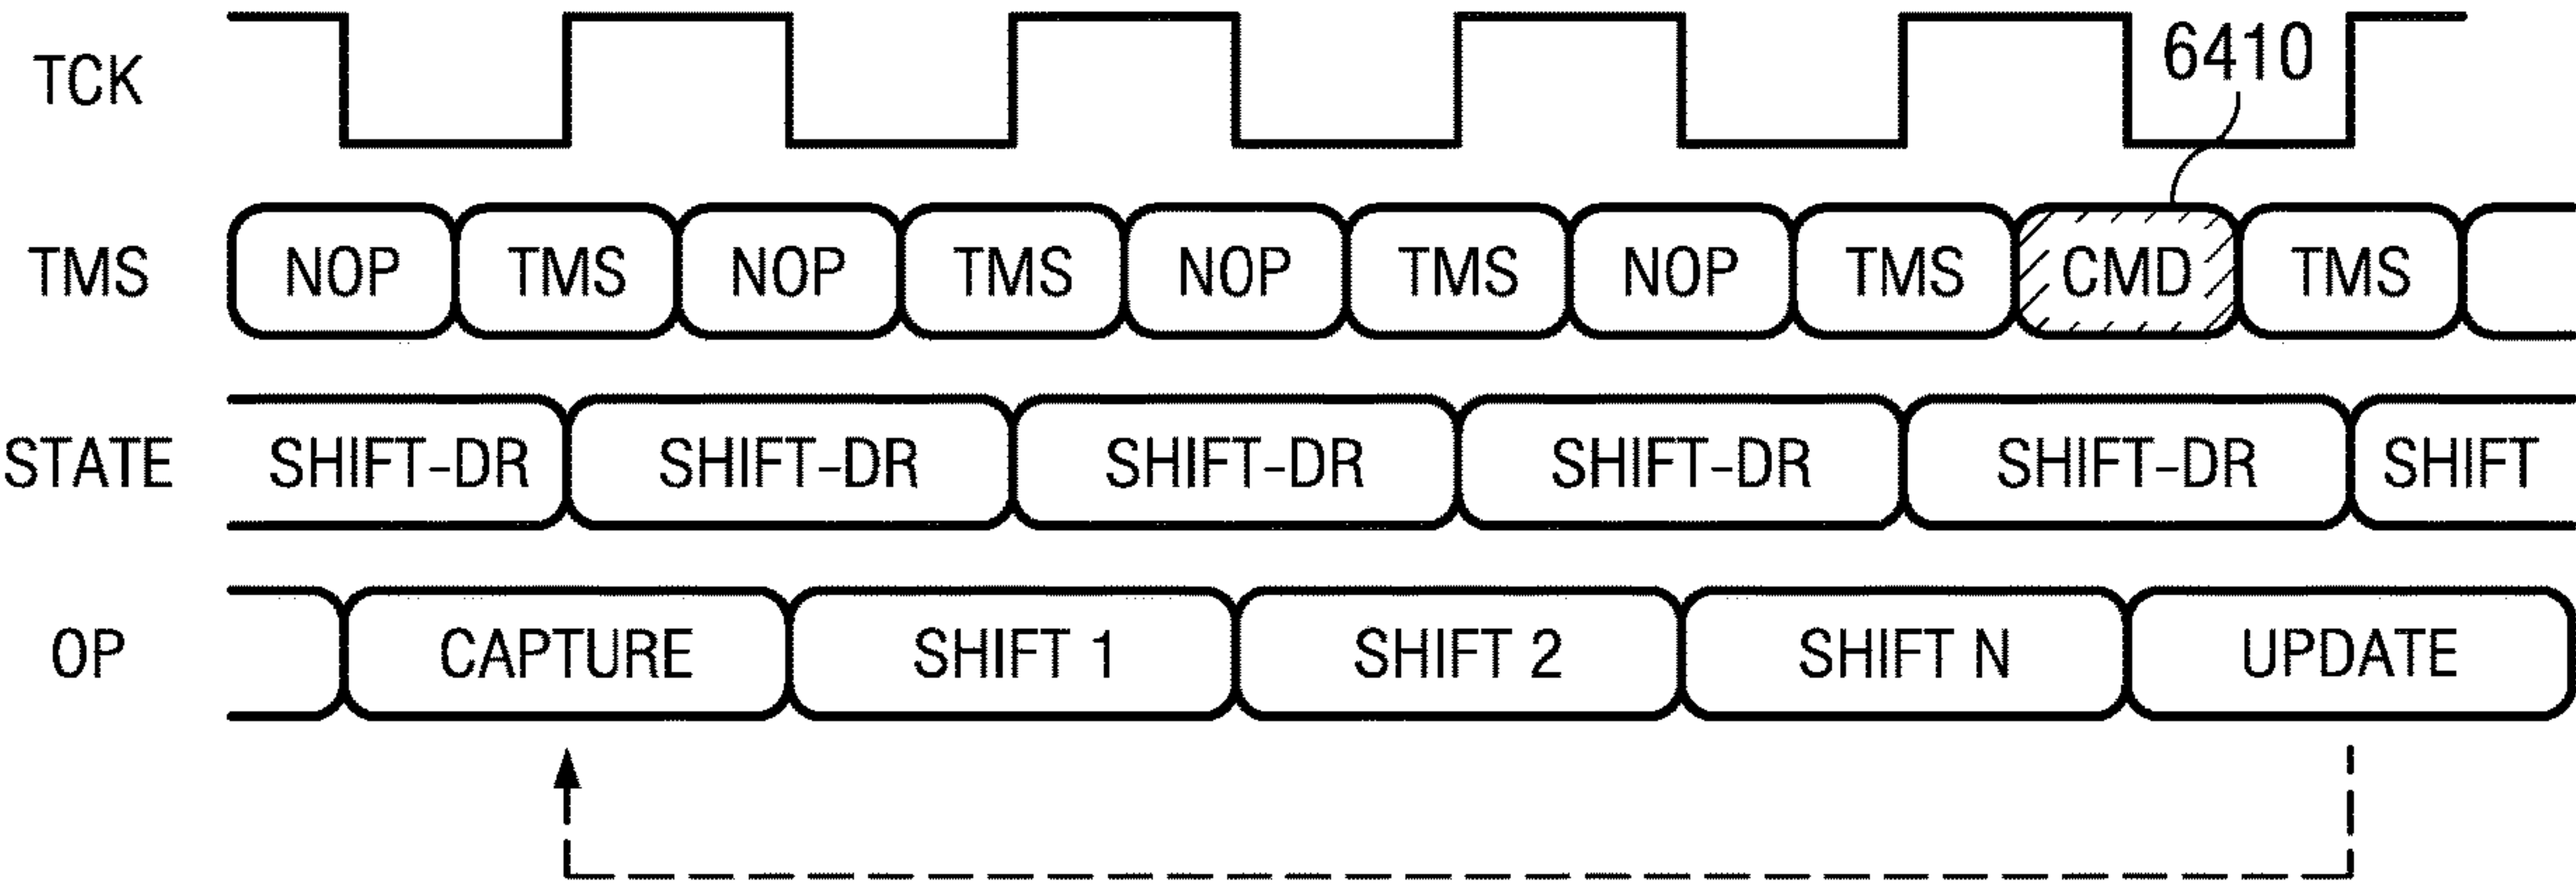 TCK 6410
TMS NOP TMS NOP TMS NOP TMS NOP TMS CMD TMS
STATE SHIFT-DR SHIFT-DR SHIFT-DR SHIFT-DR SHIFT-DR SHIFT
OP CAPTURE SHIFT 1 SHIFT 2 SHIFT N UPDATE